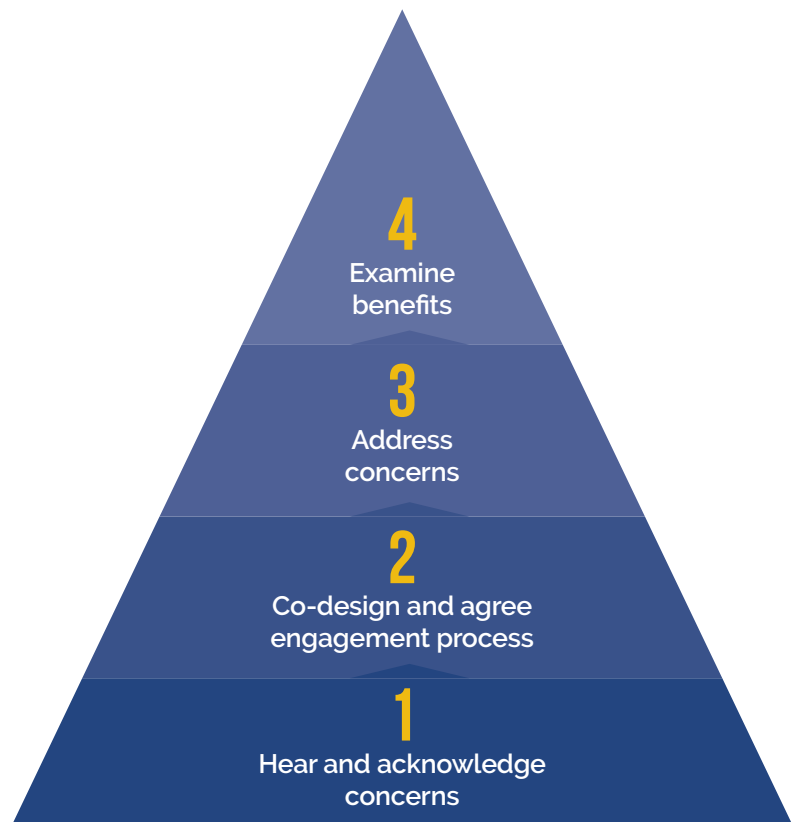 4
Examine
benefits
3
Address
concerns
2
Co-design and agree
engagement process
1
Hear and acknowledge
concerns